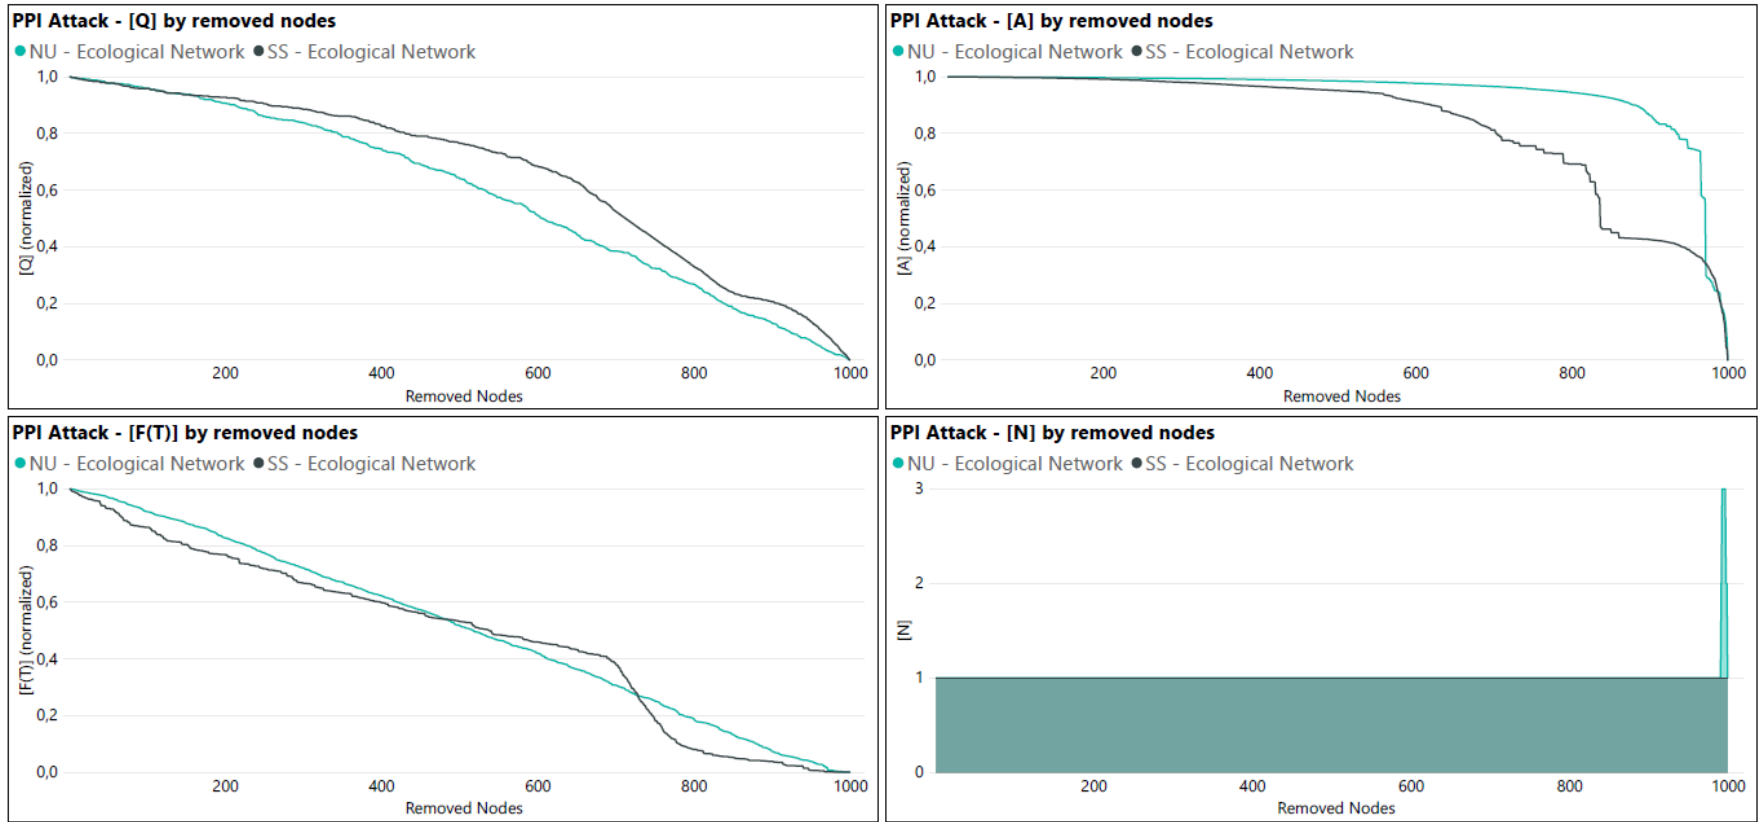 PPI Attack - [Q] by removed nodes
NU - Ecological Network SS - Ecological Network
1,0
0,8
0,6
0,4
0,2
0,0
[Q] (normalized)
200 400 600 800 1000
Removed Nodes
PPI Attack - [A] by removed nodes
NU - Ecological Network SS - Ecological Network
1,0
0,8
0,6
0,4
0,2
0,0
[A] (normalized)
200 400 600 800 1000
Removed Nodes
PPI Attack - [F(T)] by removed nodes
NU - Ecological Network SS - Ecological Network
1,0
0,8
0,6
0,4
0,2
0,0
[F(T)] (normalized)
200 400 600 800 1000
Removed Nodes
PPI Attack - [N] by removed nodes
NU - Ecological Network SS - Ecological Network
3
2
1
0
[N]
200 400 600 800 1000
Removed Nodes